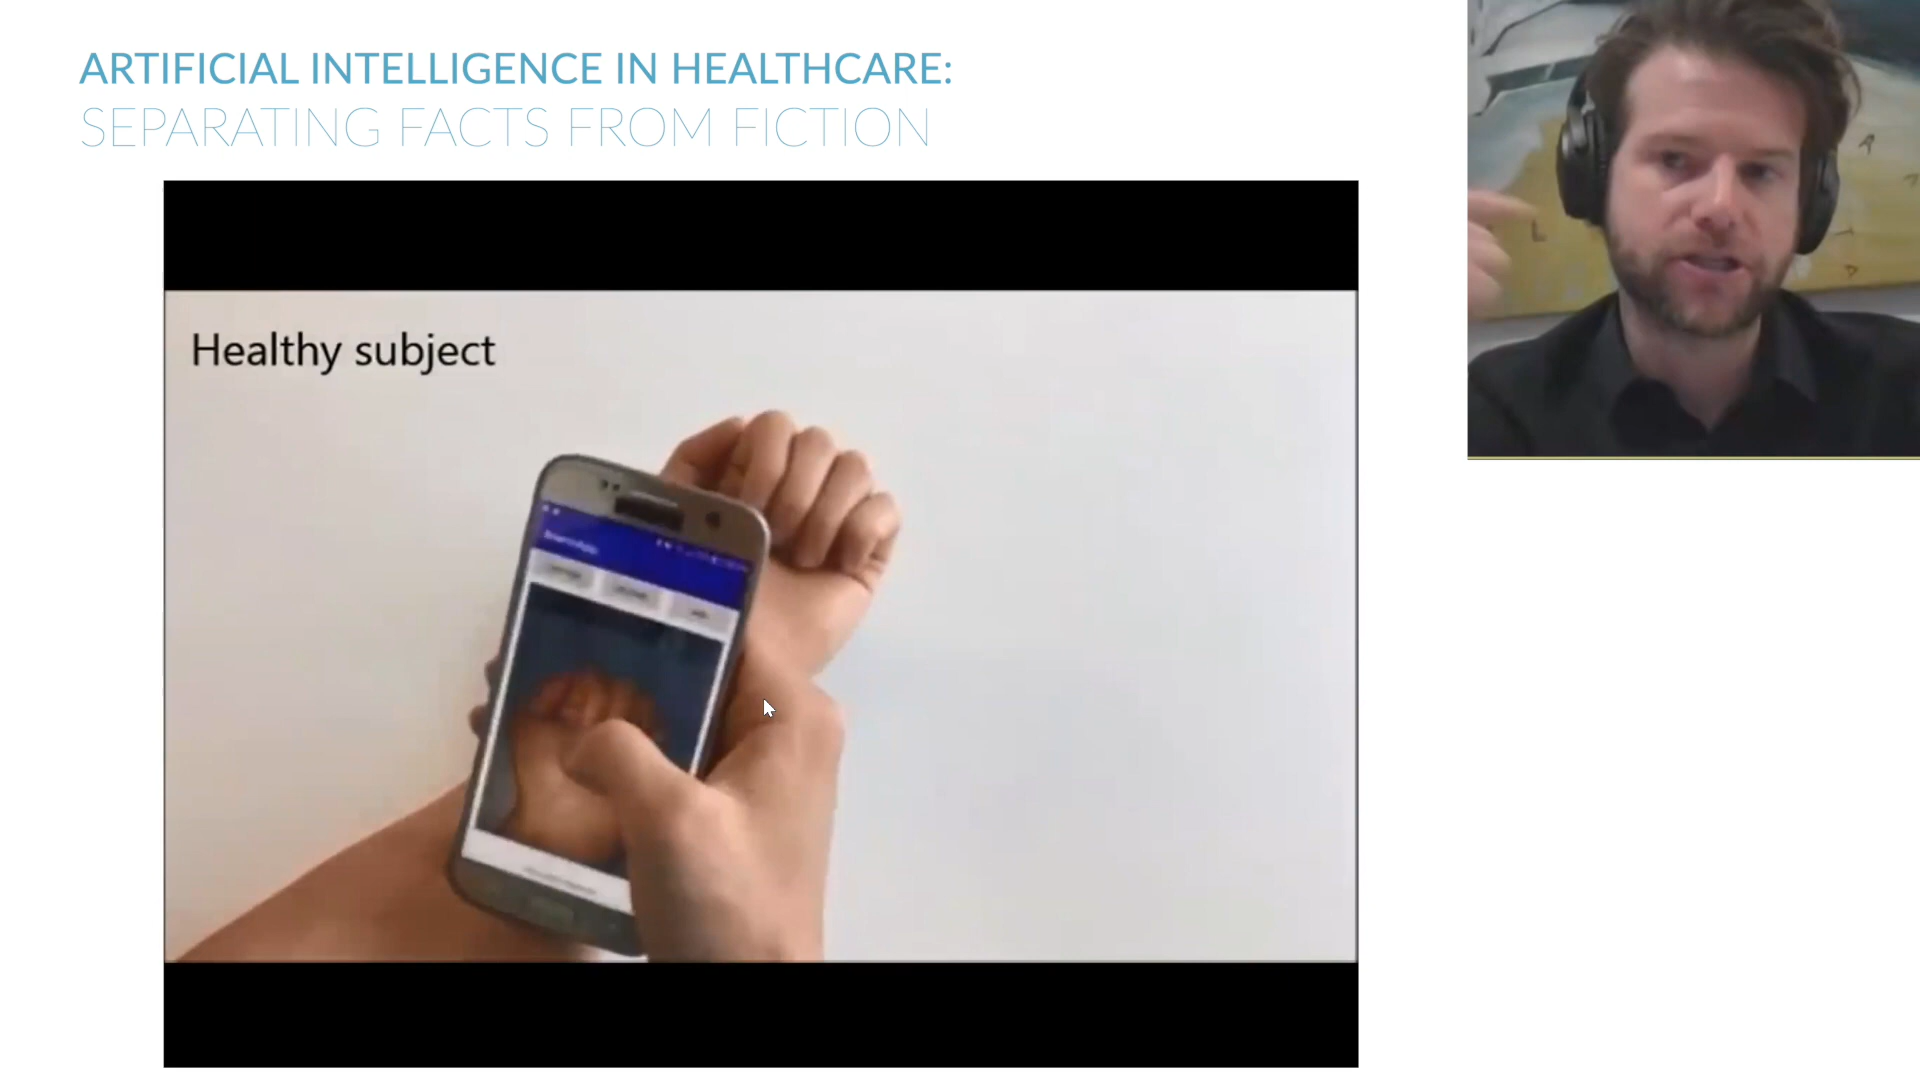 ARTIFICIAL INTELLIGENCE IN HEALTHCARE:
SEPARATING FACTS FROM FICTION
Healthy subject